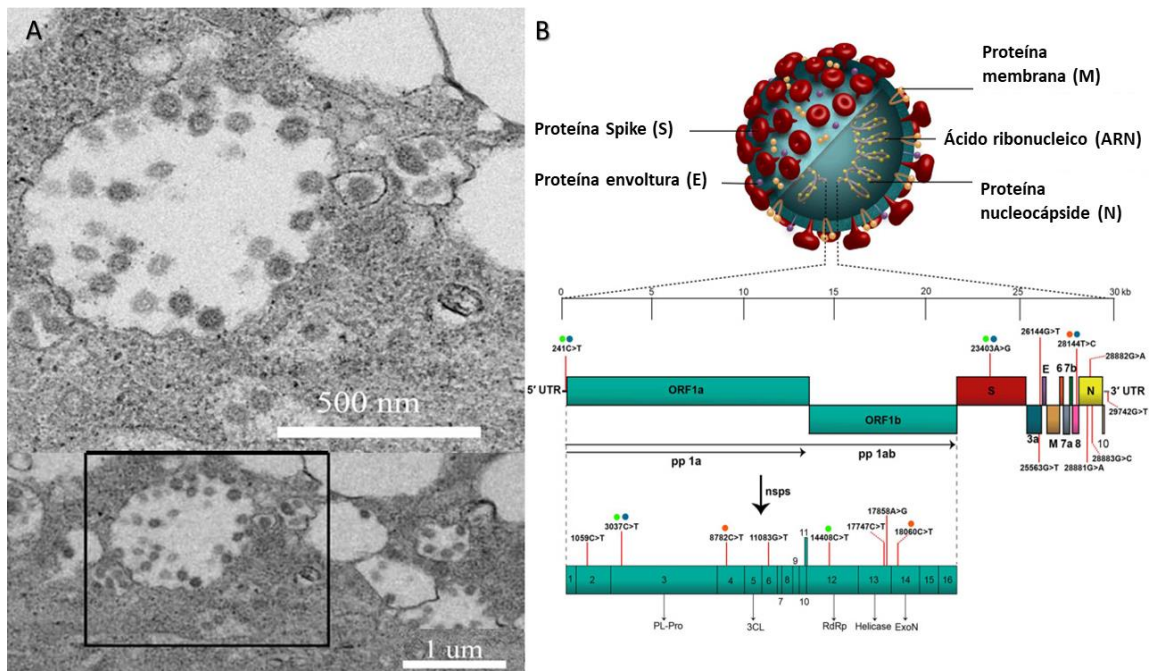 A
500 nm
1 um
B
Proteína
membrana (M)
Proteína Spike (S)
Ácido ribonucleico (ARN)
Proteína envoltura (E)
Proteína
nucleocápside (N)
0 5 10 15 20 25 30 kb
26144G>T
241C>T
23403A>G
28144T>C
28882G>A
E 6 7b
5′ UTR ORF1a S N 3′ UTR
29742G>T
ORF1b
3a M 7a 8 10
28883G>C
25563G>T 28881G>A
pp 1a pp 1ab
nsps
17858A>G
3037C>T
1059C>T 8782C>T 11083G>T 14408C>T 17747C>T 18060C>T
11
9
1 2 3 4 5 6 8 12 13 14 15 16
7 10
PL-Pro 3CL RdRp Helicase ExoN